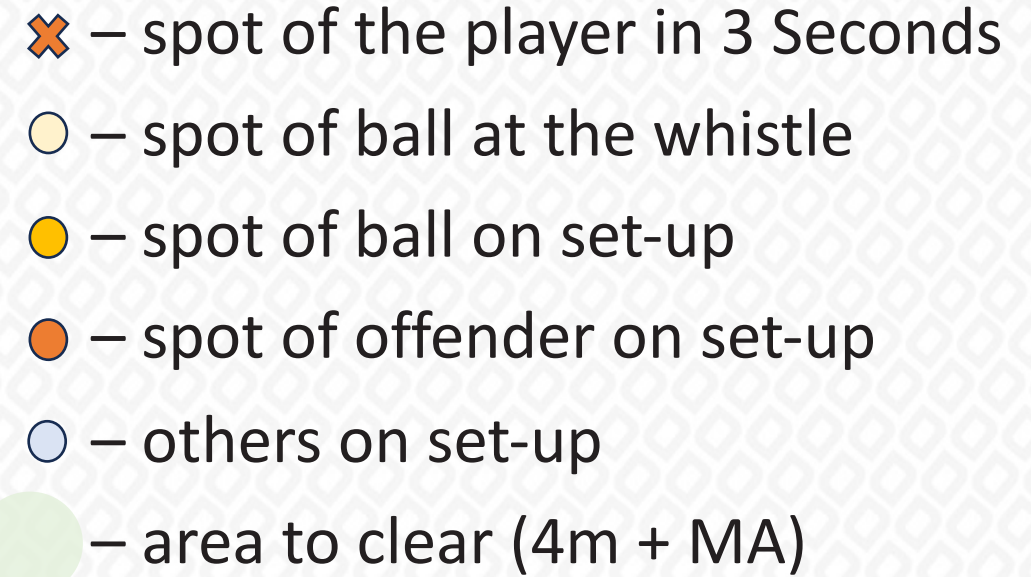 – spot of the player in 3 Seconds
– spot of ball at the whistle
– spot of ball on set-up
– spot of offender on set-up
– others on set-up
– area to clear (4m + MA)